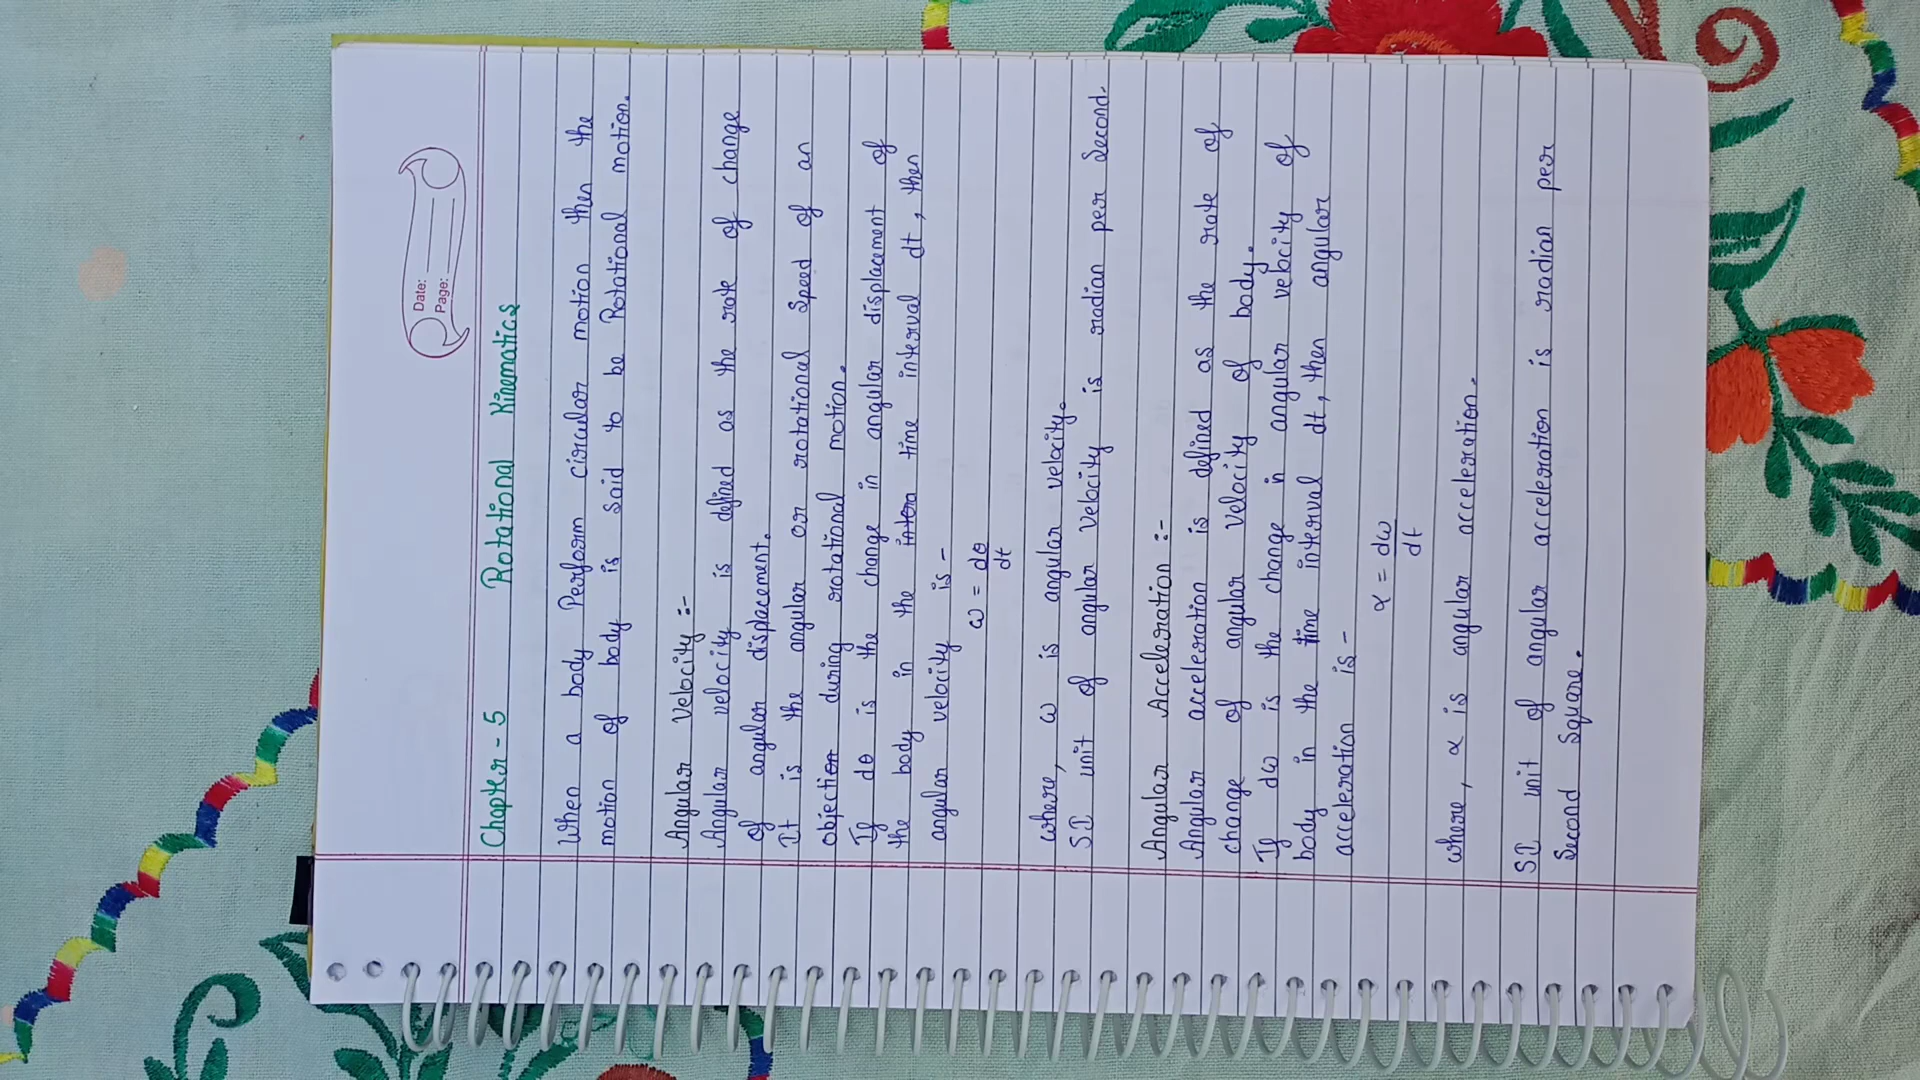 Date:
Page:
Chapter - 5 Rotational Kinematics
When a body Perform circular motion then the
motion of body is said to be Rotational motion.
Angular Velocity :-
Angular velocity is defined as the rate of change
of angular displacement.
It is the angular or rotational Speed of an
objection during rotational motion.
If dθ is the change in angular displacement of
the body in the intera time interval dt, then
angular velocity is -
ω = dθ
dt
where, ω is angular velocity.
SI unit of angular velocity is radian per Second.
Angular Acceleration :-
Angular acceleration is defined as the rate of
change of angular velocity of body.
If dω is the change in angular velocity of
body in the time interval dt, then angular
acceleration is -
α = dω
dt
where, α is angular acceleration.
SI unit of angular acceleration is radian per
Second Square.